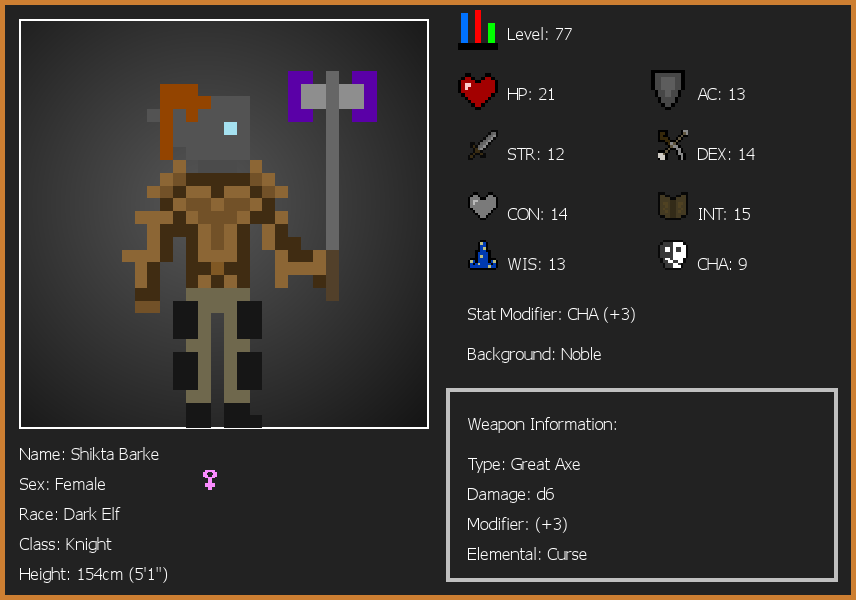 Level: 77
HP: 21
AC: 13
STR: 12
DEX: 14
CON: 14
INT: 15
WIS: 13
CHA: 9
Stat Modifier: CHA (+3)
Background: Noble
Weapon Information:
Type: Great Axe
Damage: d6
Modifier: (+3)
Elemental: Curse
Name: Shikta Barke
Sex: Female
Race: Dark Elf
Class: Knight
Height: 154cm (5'1")